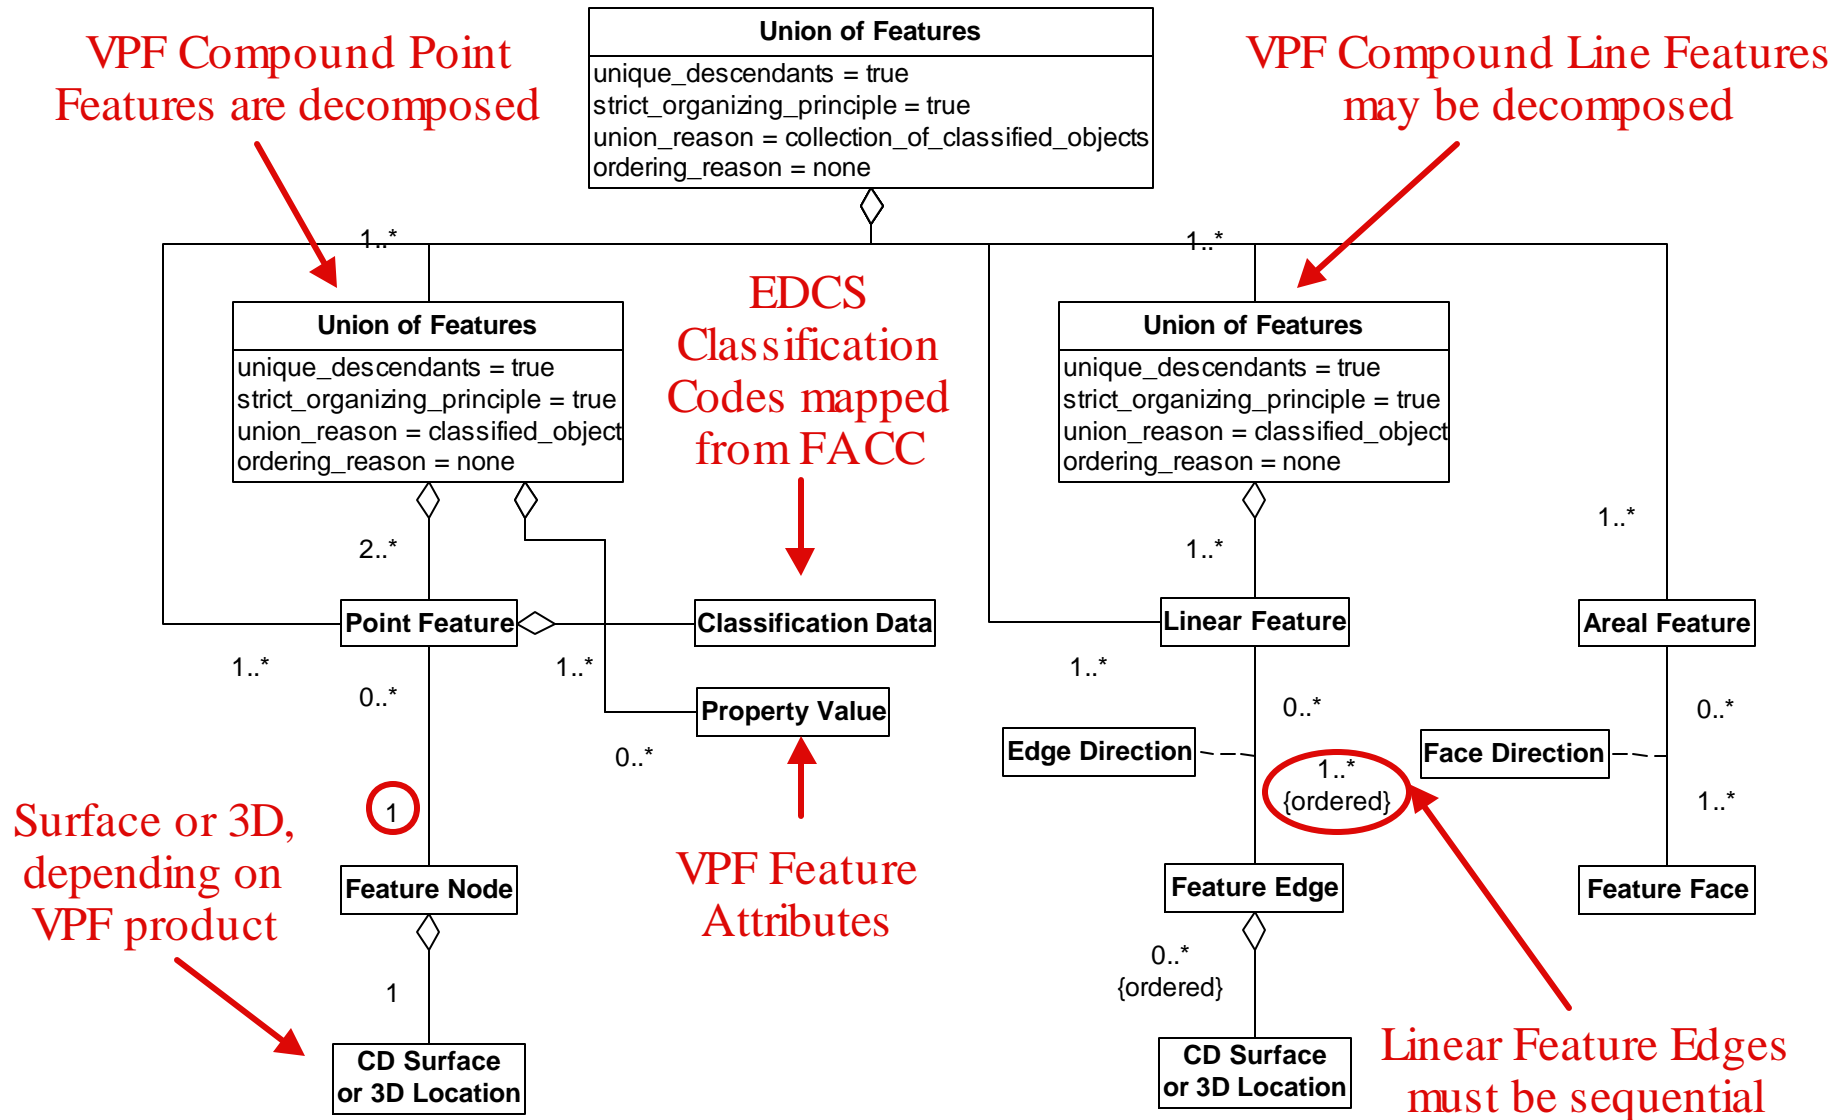 Union of Features
unique_descendants = true
strict_organizing_principle = true
union_reason = collection_of_classified_objects
ordering_reason = none
VPF Compound Point
Features are decomposed
VPF Compound Line Features
may be decomposed
1..*
1..*
Union of Features
unique_descendants = true
strict_organizing_principle = true
union_reason = classified_object
ordering_reason = none
EDCS
Classification
Codes mapped
from FACC
Union of Features
unique_descendants = true
strict_organizing_principle = true
union_reason = classified_object
ordering_reason = none
2..*
1..*
1..*
Point Feature
Classification Data
Linear Feature
Areal Feature
1..*
1..*
1..*
0..*
Property Value
0..*
0..*
0..*
Edge Direction
Face Direction
1
1..*
{ordered}
1..*
Surface or 3D,
depending on
VPF product
VPF Feature
Attributes
Feature Node
Feature Edge
Feature Face
1
0..*
{ordered}
CD Surface
or 3D Location
CD Surface
or 3D Location
Linear Feature Edges
must be sequential